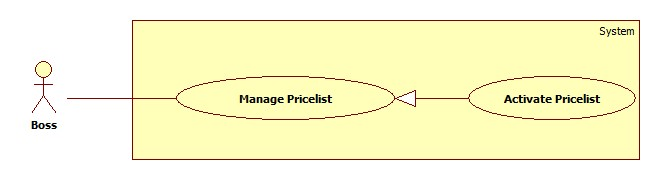 System
Manage Pricelist
Activate Pricelist
Boss